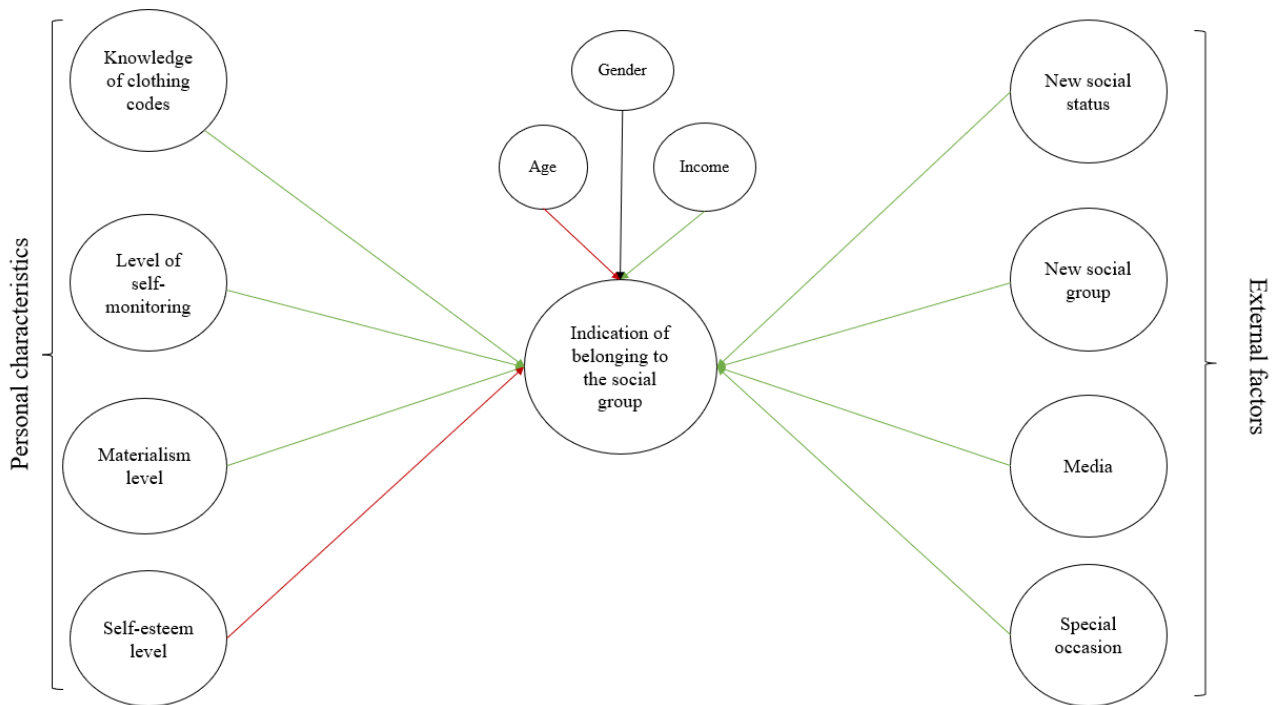 Personal characteristics
Knowledge
of clothing
codes
Level of
self-
monitoring
Materialism
level
Self-esteem
level
Gender
Age
Income
Indication of
belonging to
the social
group
New social
status
New social
group
Media
Special
occasion
External factors